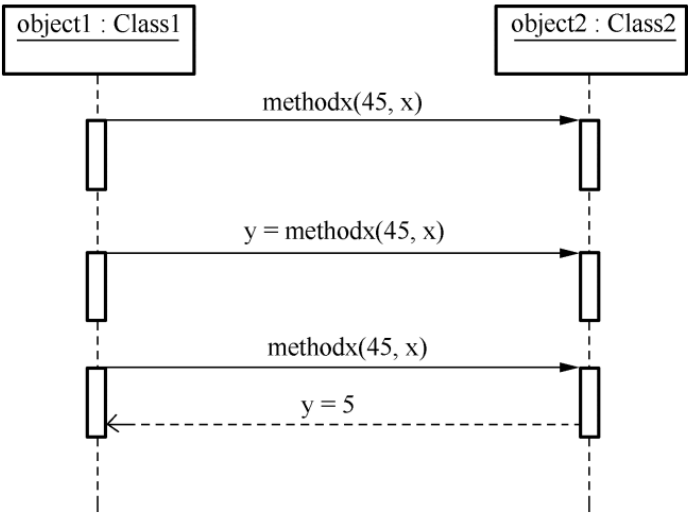 object1 : Class1
object2 : Class2
methodx(45, x)
y = methodx(45, x)
methodx(45, x)
y = 5